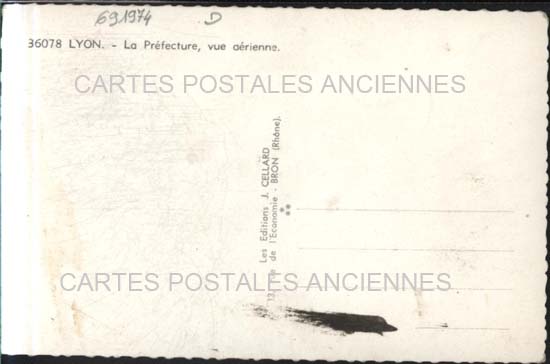 691974 D
36078 LYON. - La Préfecture, vue aérienne.
CARTES POSTALES ANCIENNES
Les Editions J. CELLARD
de l'Economie - BRON (Rhône).
CARTES POSTALES ANCIENNES